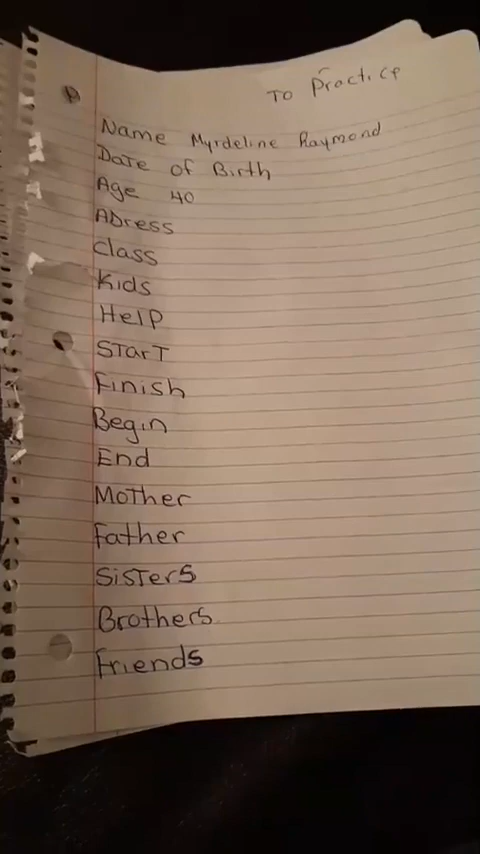 To Practice
Name Myrdeline Raymond
Date of Birth
Age 40
ADress
Class
Kids
Help
STarT
Finish
Begin
End
Mother
Father
SisTers
Brothers
Friends